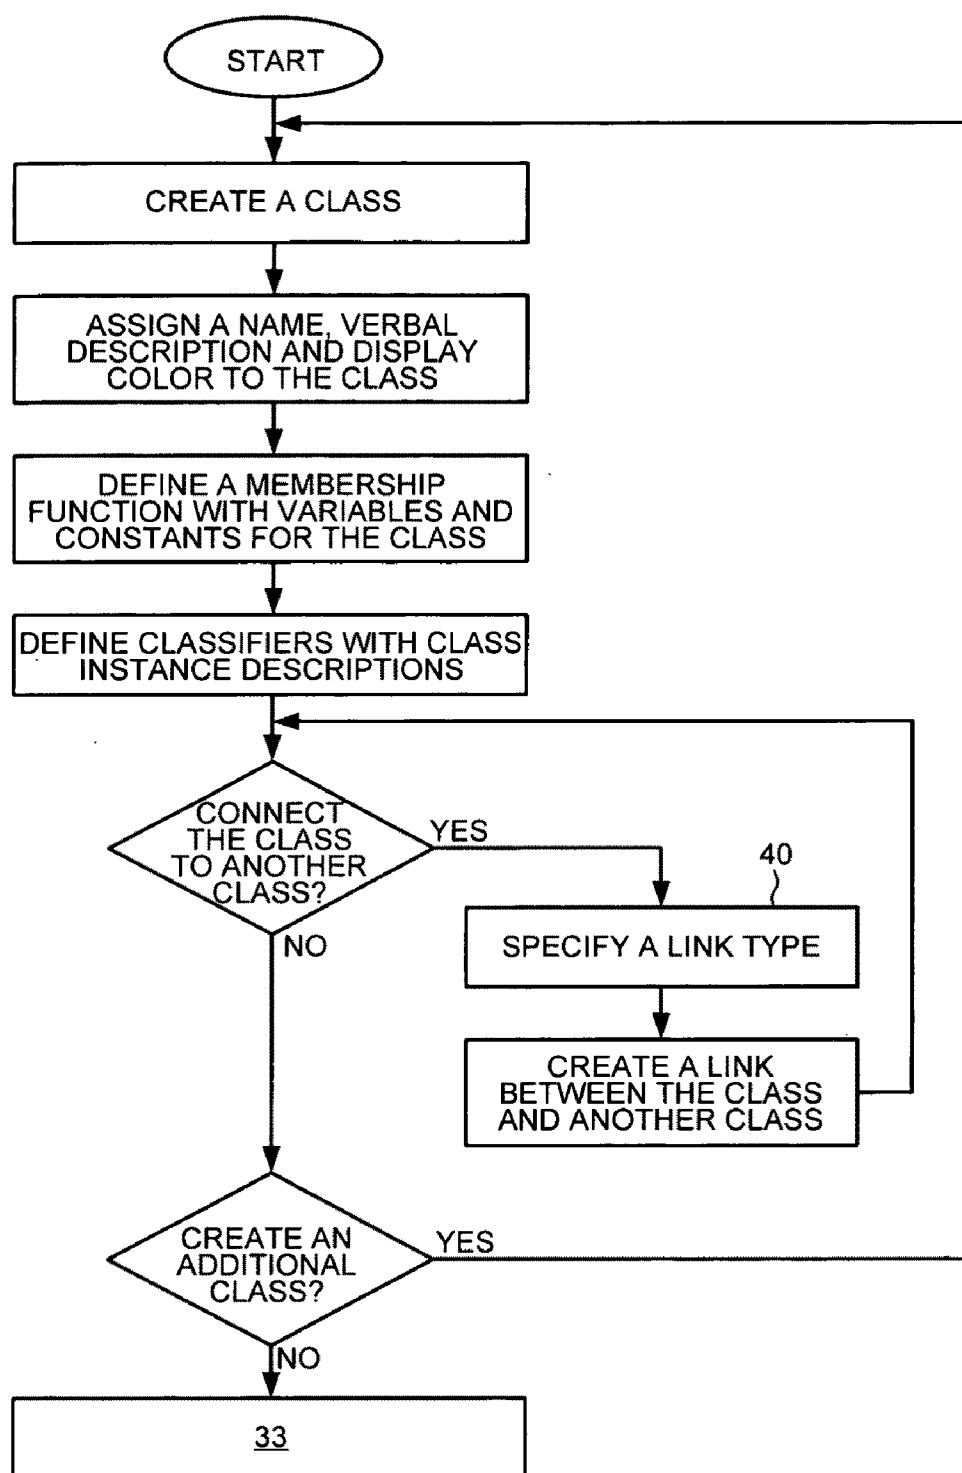 START
CREATE A CLASS
ASSIGN A NAME, VERBAL
DESCRIPTION AND DISPLAY
COLOR TO THE CLASS
DEFINE A MEMBERSHIP
FUNCTION WITH VARIABLES AND
CONSTANTS FOR THE CLASS
DEFINE CLASSIFIERS WITH CLASS
INSTANCE DESCRIPTIONS
CONNECT
THE CLASS
TO ANOTHER
CLASS?
YES
NO
40
SPECIFY A LINK TYPE
CREATE A LINK
BETWEEN THE CLASS
AND ANOTHER CLASS
CREATE AN
ADDITIONAL
CLASS?
YES
NO
33